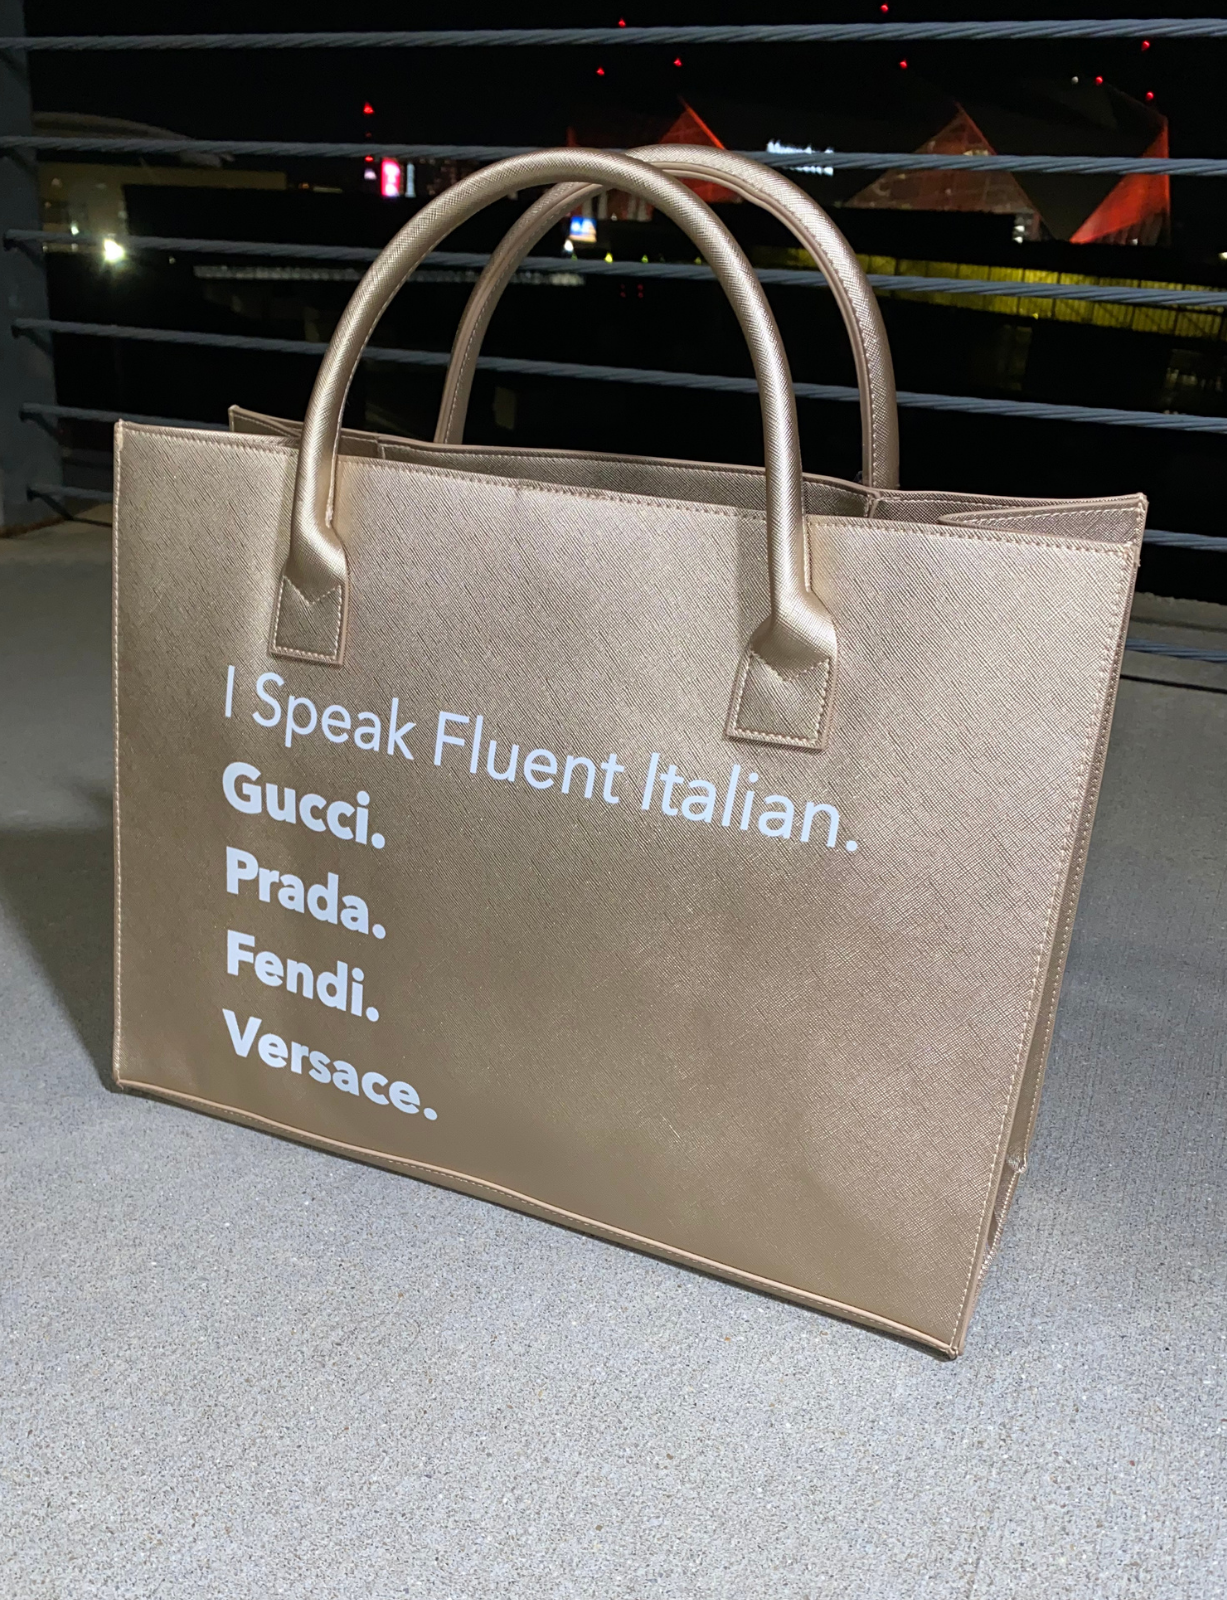 I Speak Fluent Italian.
Gucci.
Prada.
Fendi.
Versace.